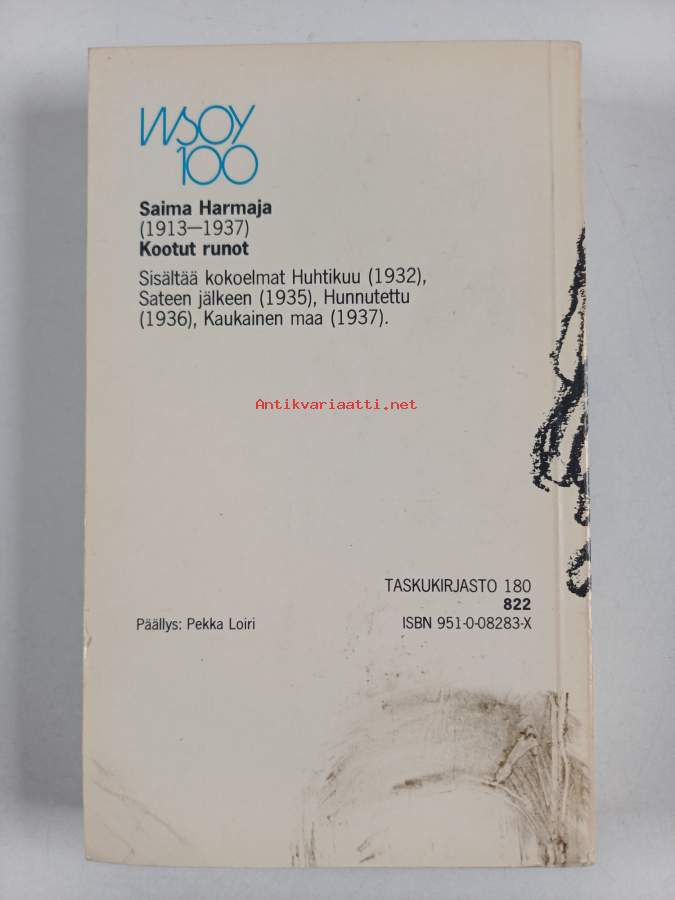 WSOY
100
Saima Harmaja
(1913—1937)
Kootut runot
Sisältää kokoelmat Huhtikuu (1932),
Sateen jälkeen (1935), Hunnutettu
(1936), Kaukainen maa (1937).
Antikvariaatti.net
TASKUKIRJASTO 180
822
Päällys: Pekka Loiri
ISBN 951-0-08283-X